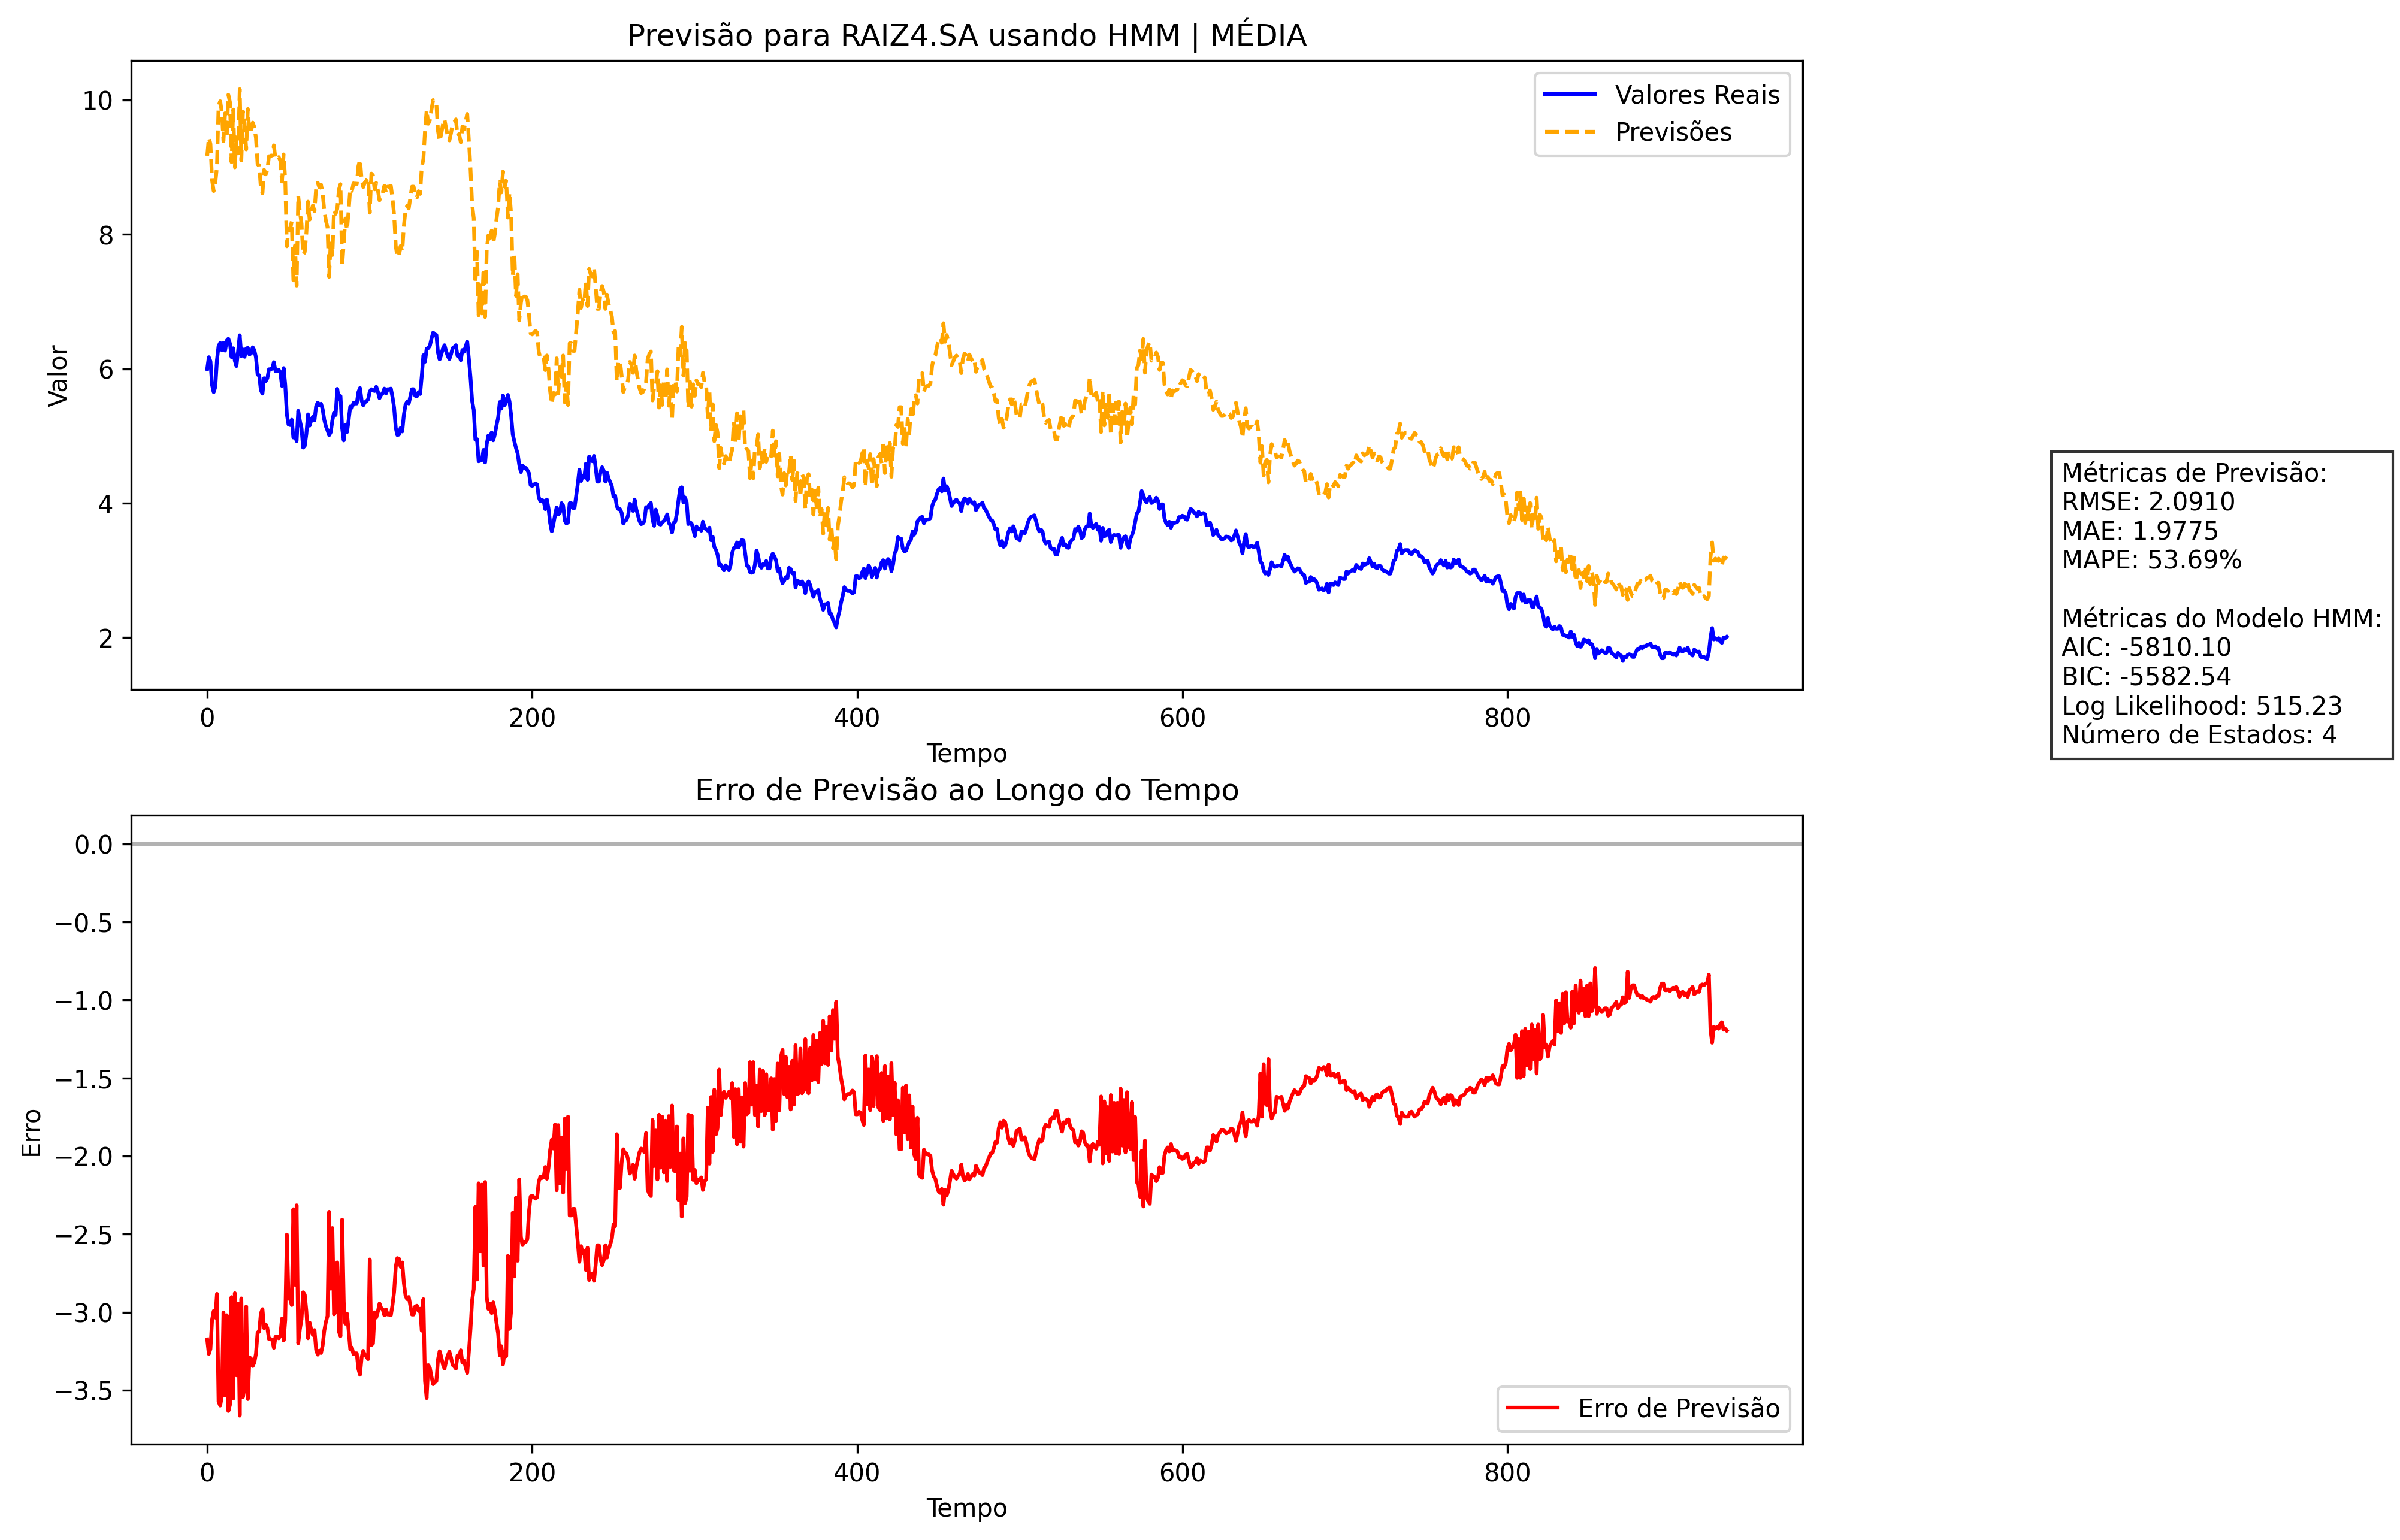 Previsão para RAIZ4.SA usando HMM | MÉDIA
Valor
10
8
6
4
2
Valores Reais
Previsões
0
200
400
600
800
Tempo
Métricas de Previsão:
RMSE: 2.0910
MAE: 1.9775
MAPE: 53.69%
Métricas do Modelo HMM:
AIC: -5810.10
BIC: -5582.54
Log Likelihood: 515.23
Número de Estados: 4
Erro de Previsão ao Longo do Tempo
Erro
0.0
−0.5
−1.0
−1.5
−2.0
−2.5
−3.0
−3.5
Erro de Previsão
0
200
400
600
800
Tempo